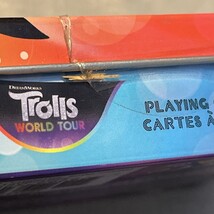 DreamWorks
Trolls
WORLD TOUR
PLAYING
CARTES À